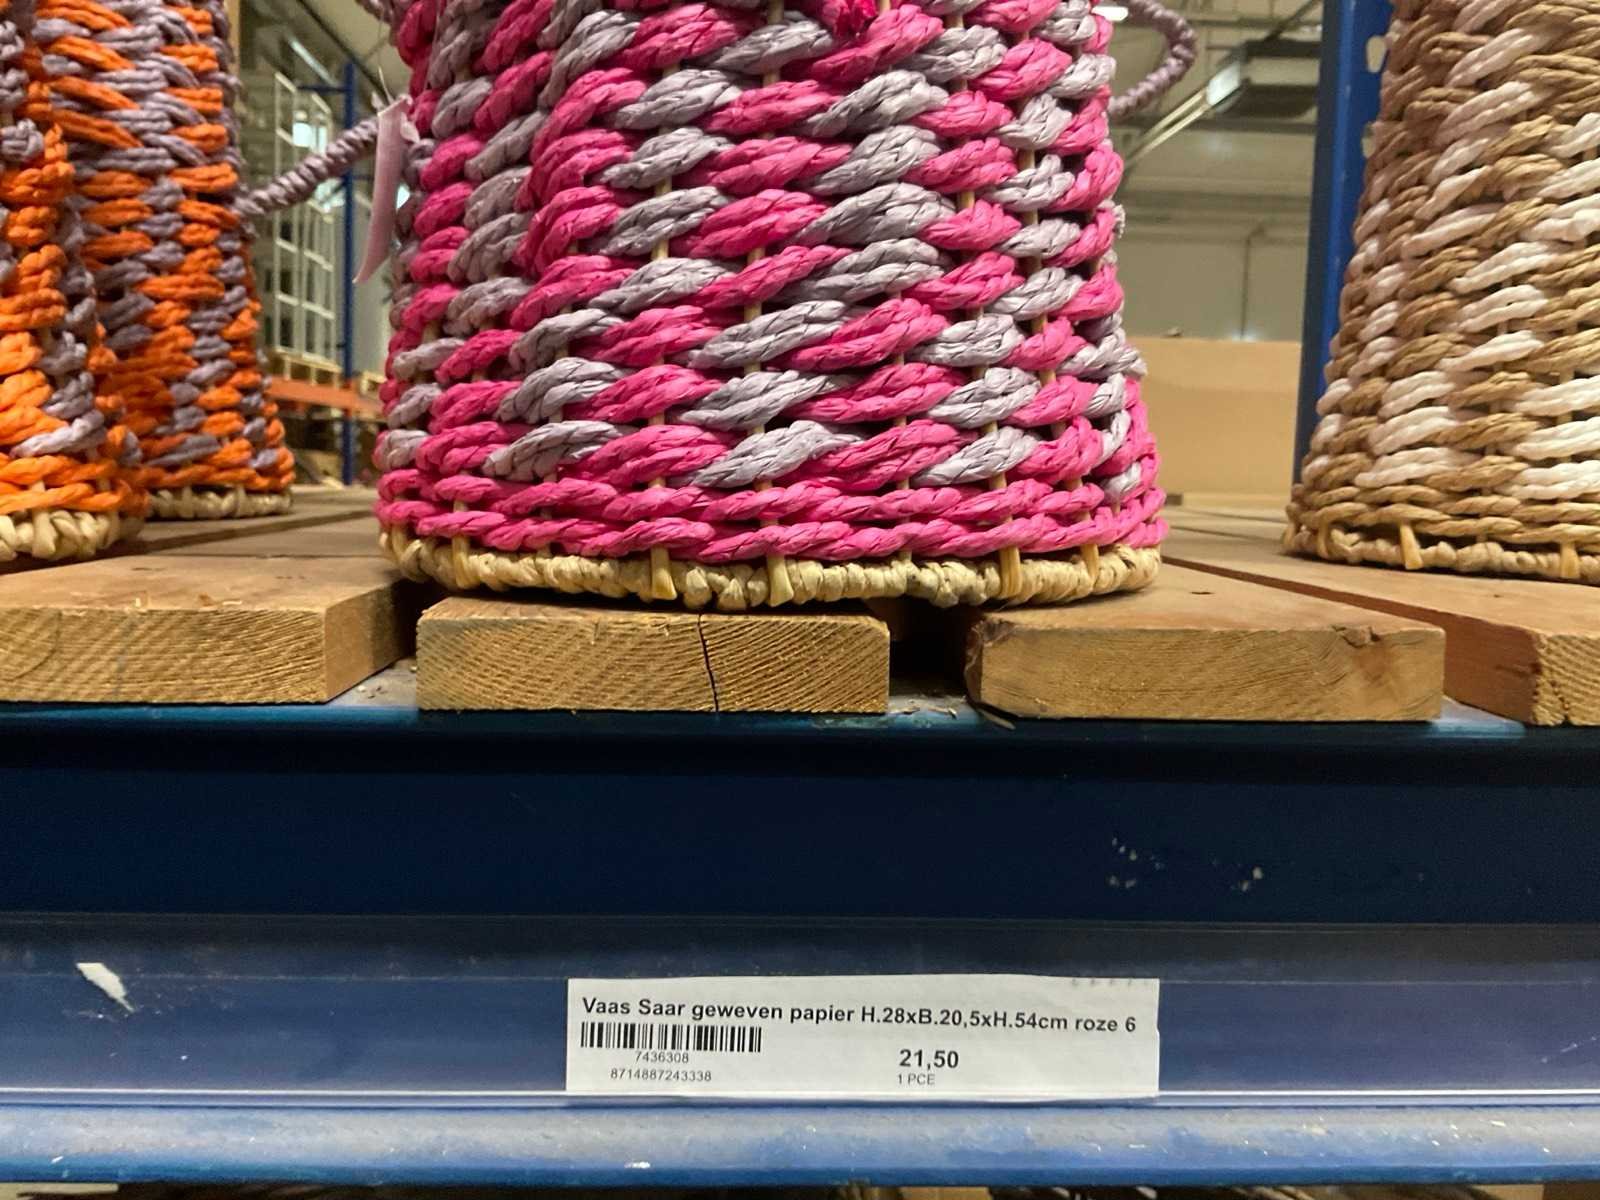 Vaas Saar geweven papier H.28xB.20,5xH.54cm roze 6
7436308
21,50
8714887243338
1 PCE